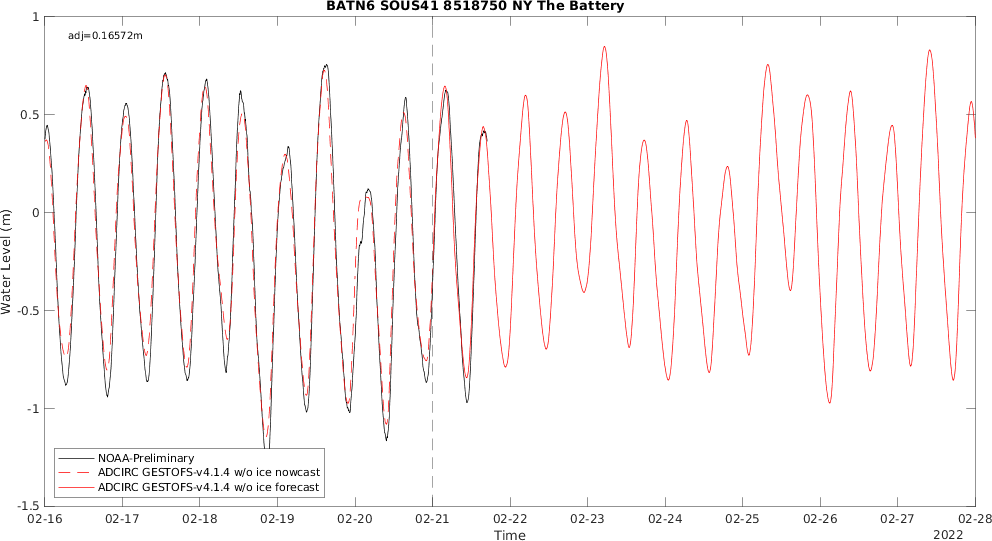 BATN6 SOUS41 8518750 NY The Battery
adj=0.16572m
1
0.5
0
-0.5
-1
-1.5
Water Level (m)
NOAA-Preliminary
ADCIRC GESTOFS-v4.1.4 w/o ice nowcast
ADCIRC GESTOFS-v4.1.4 w/o ice forecast
02-16 02-17 02-18 02-19 02-20 02-21 02-22 02-23 02-24 02-25 02-26 02-27 02-28
Time
2022